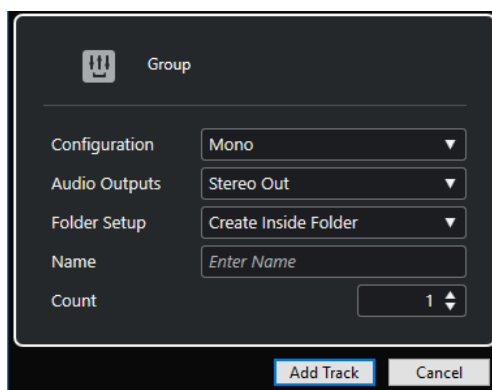 Group
Configuration Mono
Audio Outputs Stereo Out
Folder Setup Create Inside Folder
Name Enter Name
Count 1
Add Track Cancel